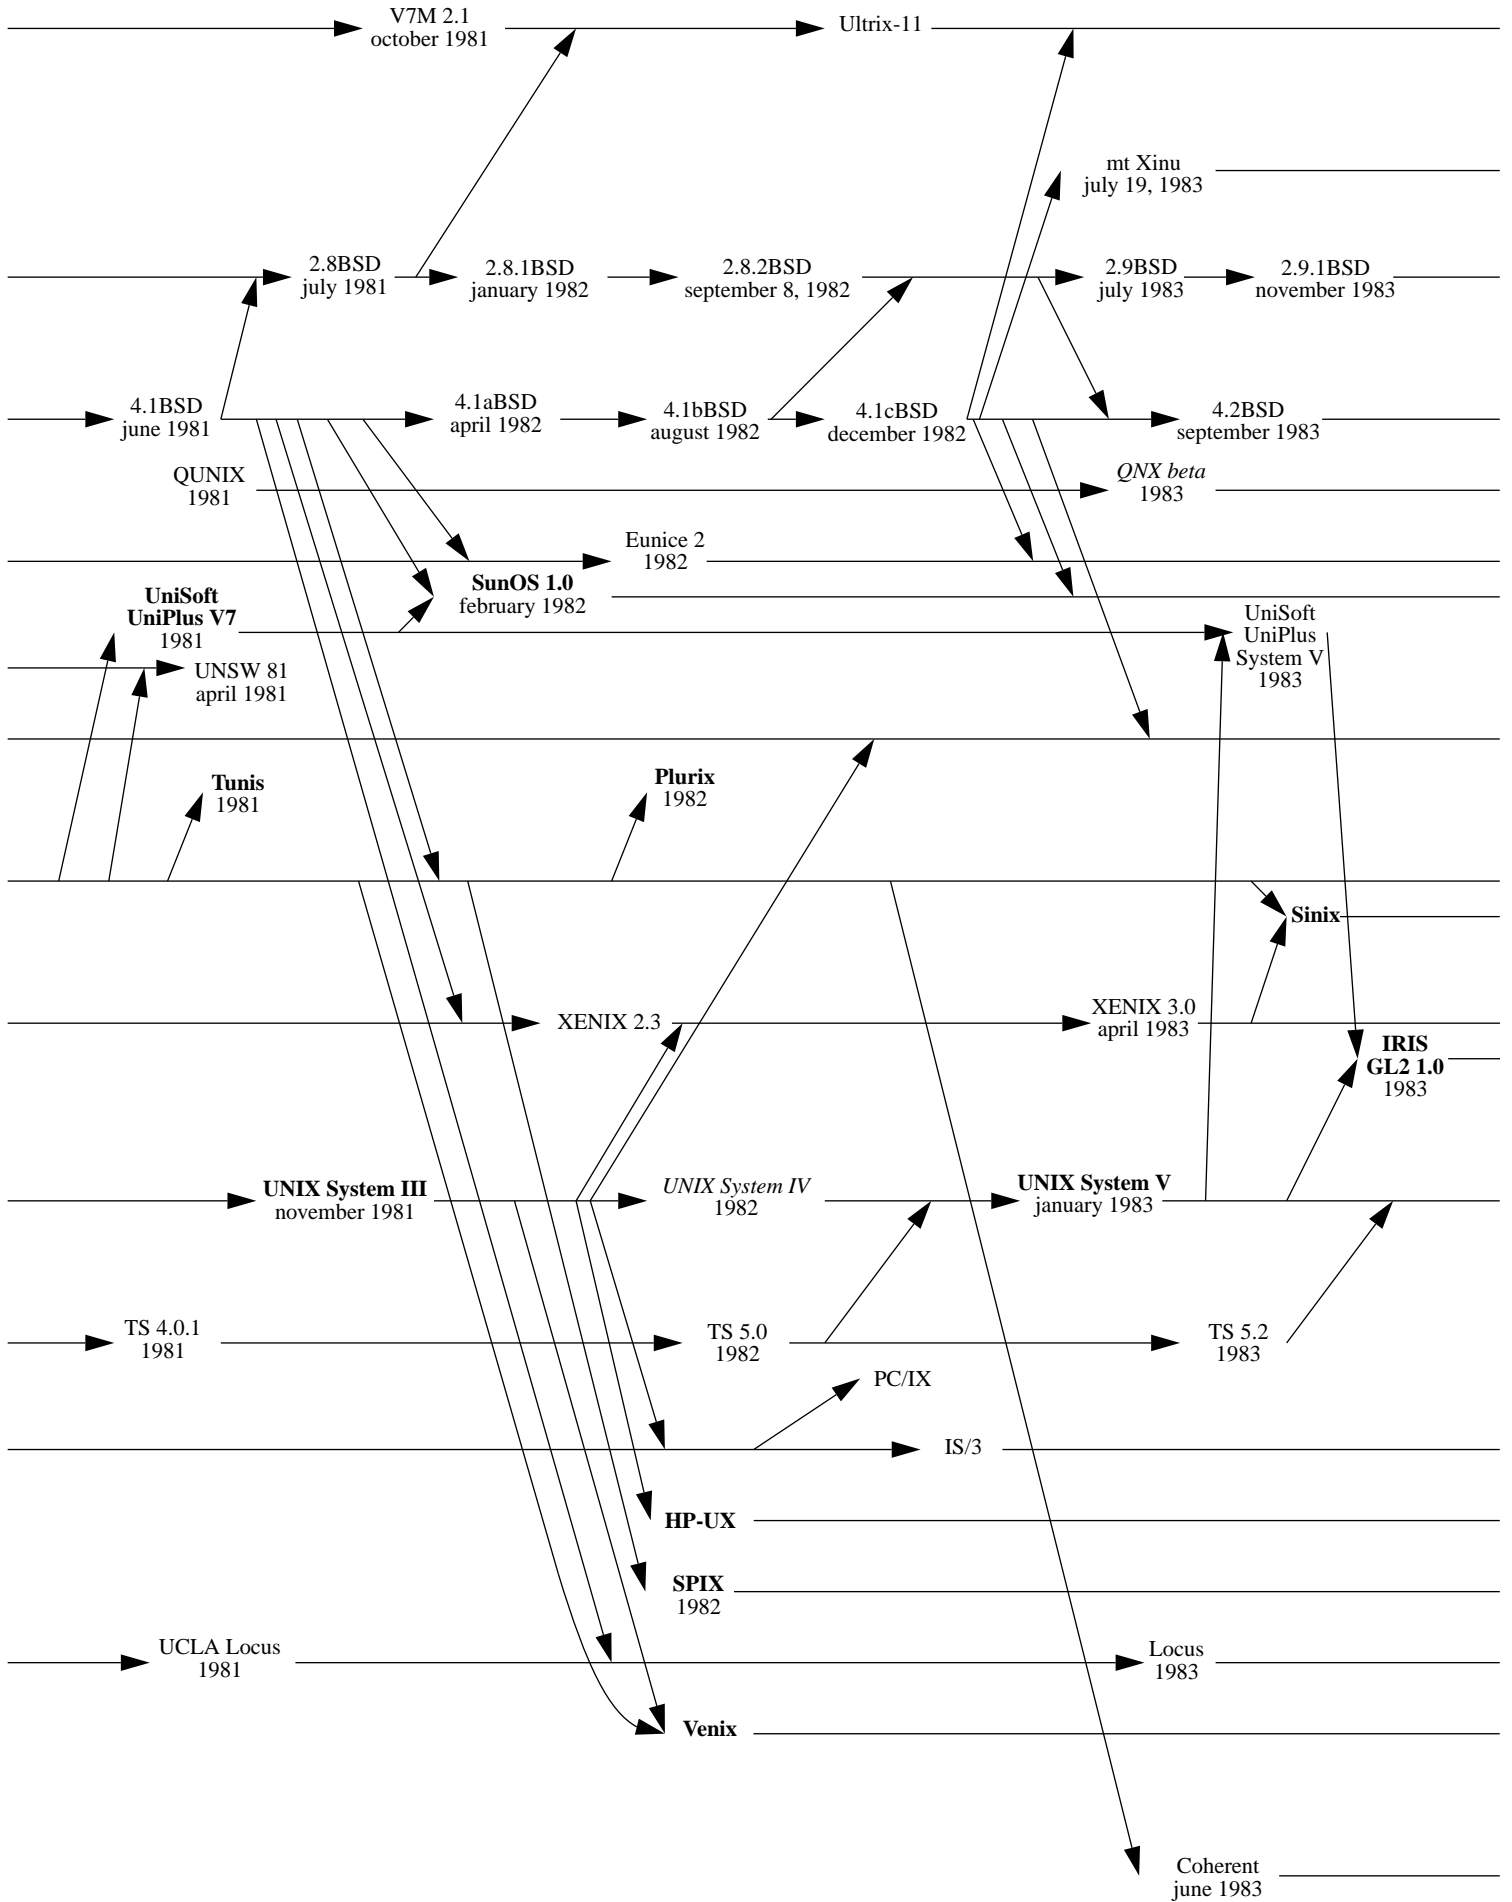 V7M 2.1
october 1981
Ultrix-11
mt Xinu
july 19, 1983
2.8BSD
july 1981
2.8.1BSD
january 1982
2.8.2BSD
september 8, 1982
2.9BSD
july 1983
2.9.1BSD
november 1983
4.1BSD
june 1981
4.1aBSD
april 1982
4.1bBSD
august 1982
4.1cBSD
december 1982
4.2BSD
september 1983
QUNIX
1981
QNX beta
1983
Eunice 2
1982
SunOS 1.0
february 1982
UniSoft
UniPlus V7
1981
UniSoft
UniPlus
System V
1983
UNSW 81
april 1981
Tunis
1981
Plurix
1982
Sinix
XENIX 2.3
XENIX 3.0
april 1983
IRIS
GL2 1.0
1983
UNIX System III
november 1981
UNIX System IV
1982
UNIX System V
january 1983
TS 4.0.1
1981
TS 5.0
1982
TS 5.2
1983
PC/IX
IS/3
HP-UX
SPIX
1982
UCLA Locus
1981
Locus
1983
Venix
Coherent
june 1983